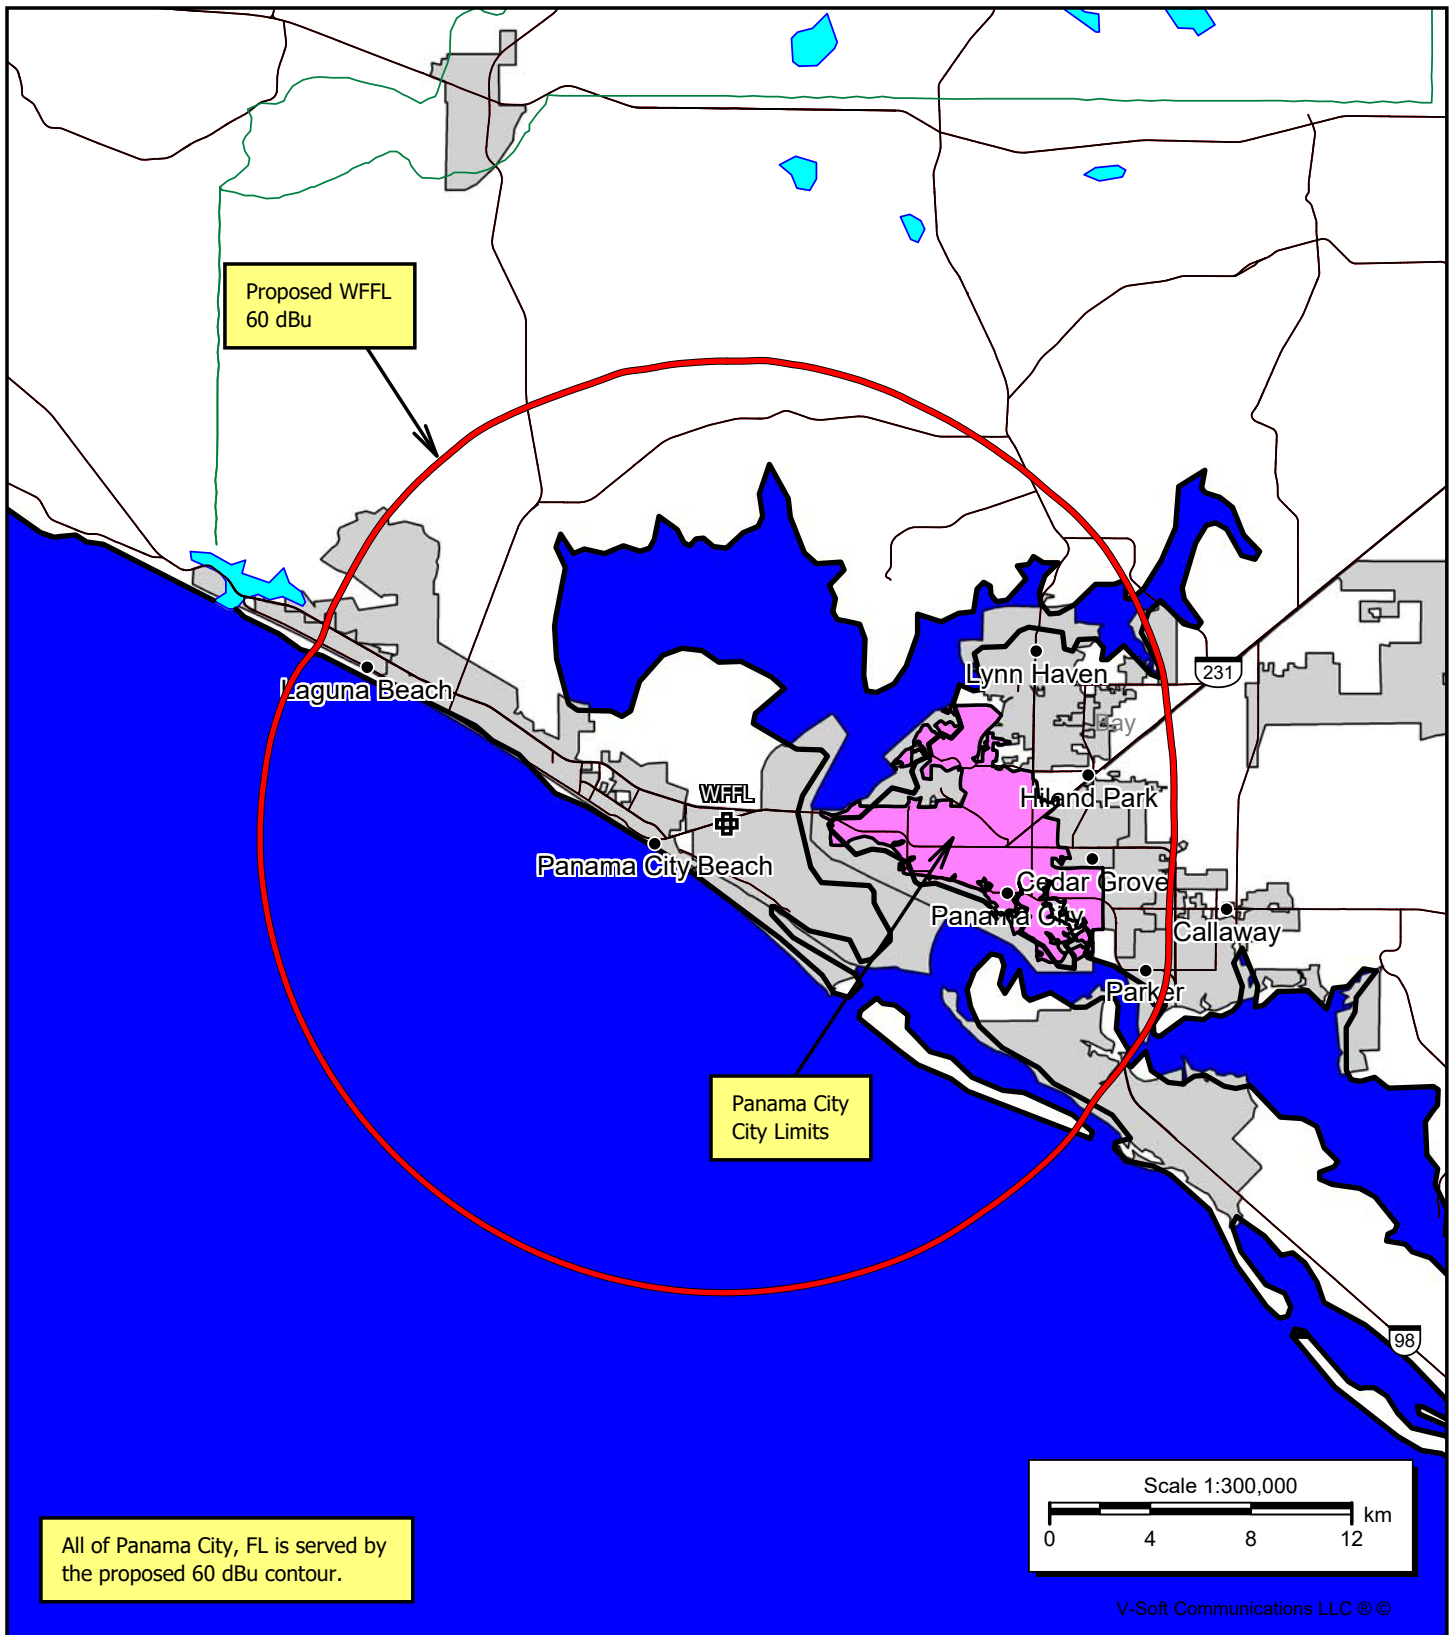 Proposed WFFL
60 dBu
Lynn Haven
231
Laguna Beach
Bay
WFFL
Hiland Park
Panama City Beach
Cedar Grove
Panama City
Callaway
Parker
Panama City
City Limits
98
Scale 1:300,000
km
0 4 8 12
All of Panama City, FL is served by
the proposed 60 dBu contour.
V-Soft Communications LLC ® ©